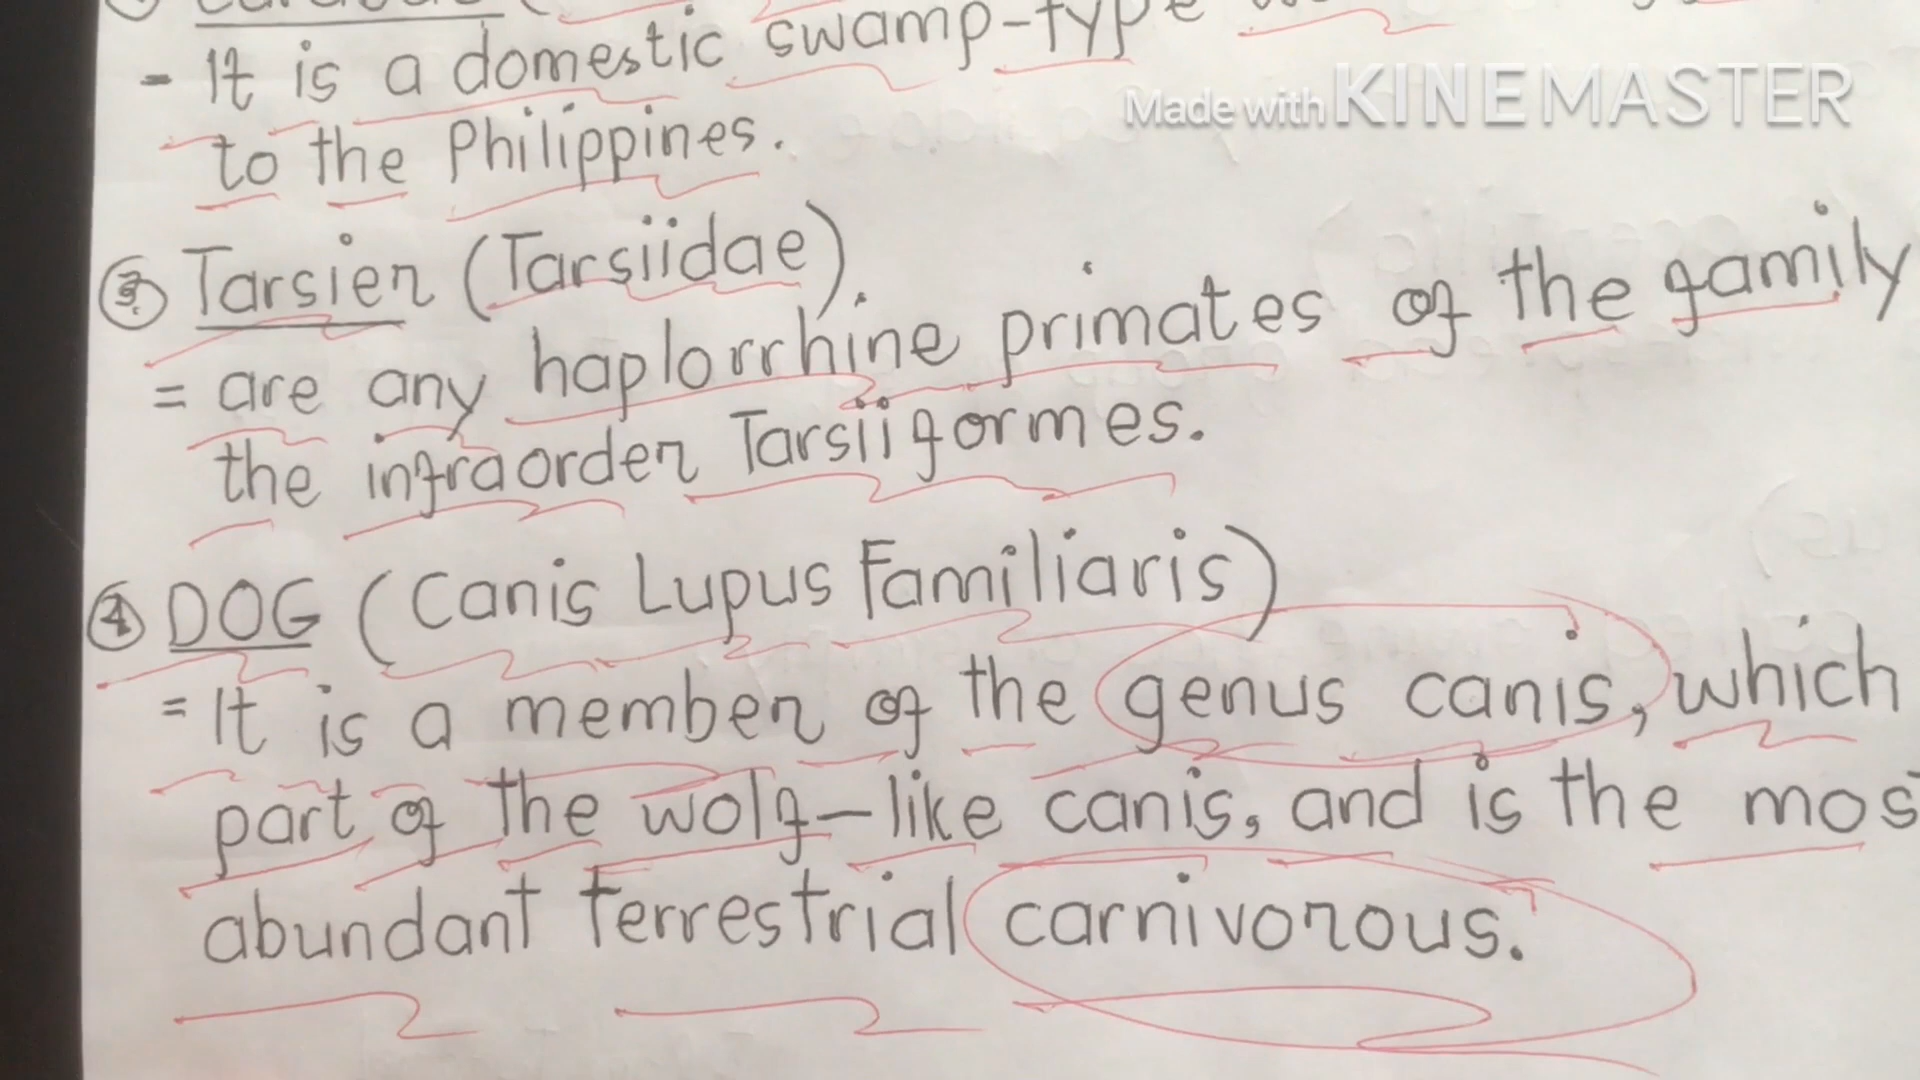 - It is a domestic swamp-type
Made with KINEMASTER
to the Philippines.
③ Tarsier (Tarsiidae)
= are any haplorrhine primates of the family
the infraorder Tarsiiformes.
④ DOG (Canis Lupus Familiaris)
= It is a member of the genus canis, which
part of the wolf-like canis, and is the mos
abundant terrestrial carnivorous.